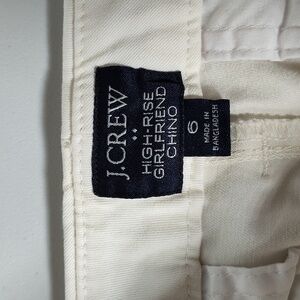 J.CREW
HIGH-RISE
GIRLFRIEND
CHINO
6
MADE IN
BANGLADESH